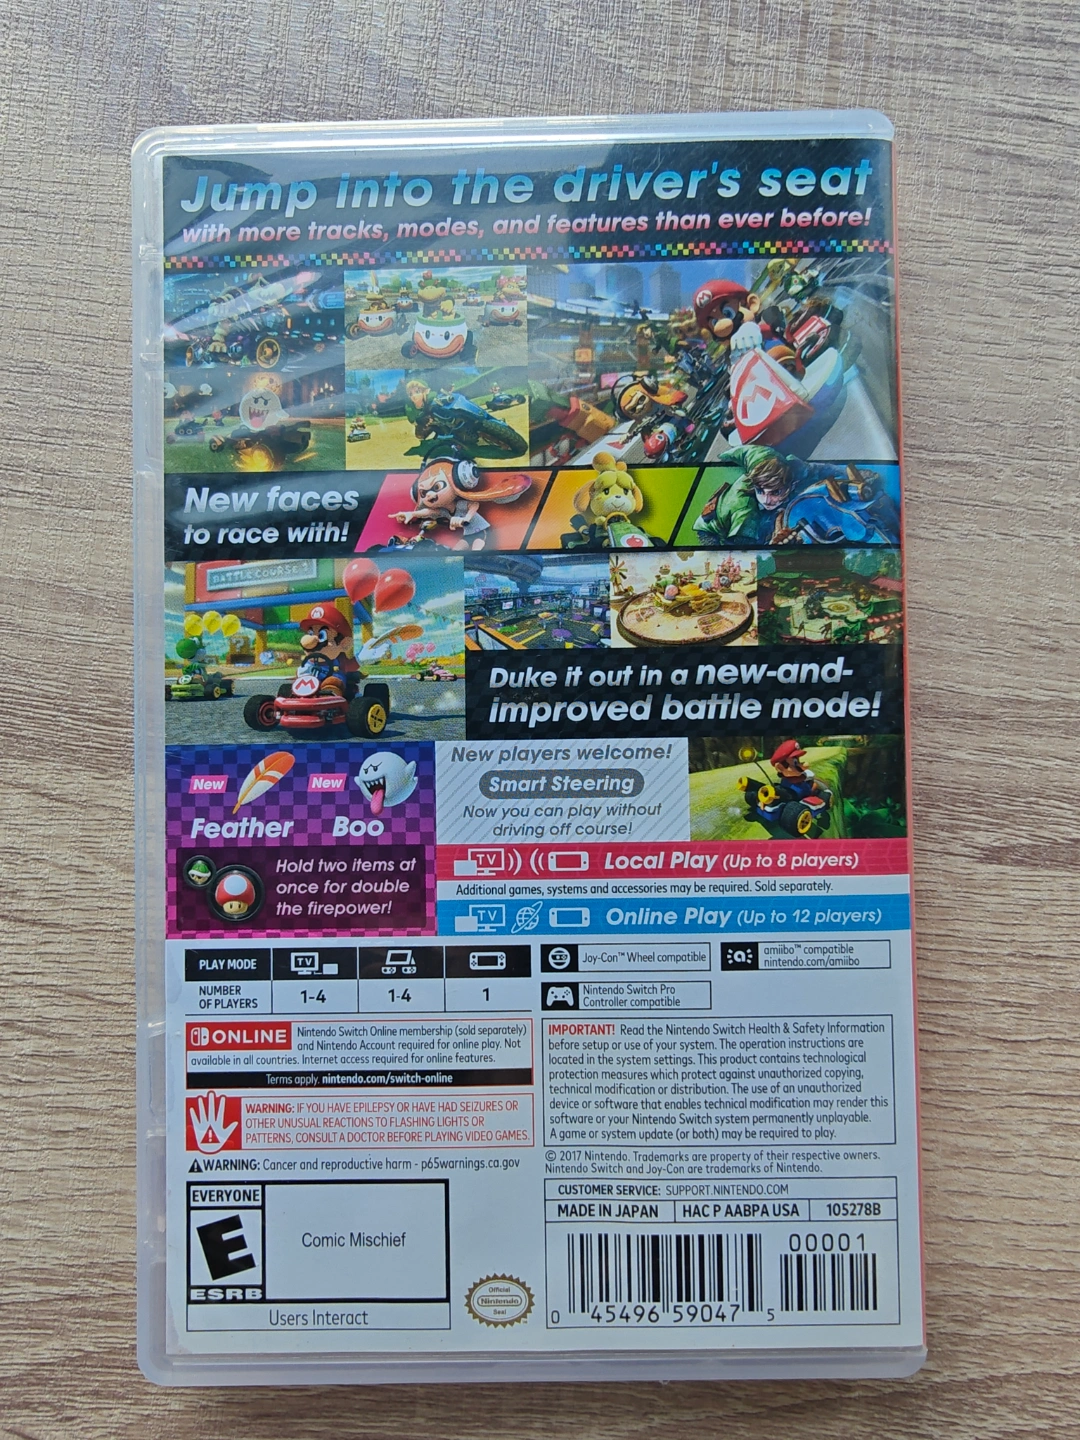 Jump into the driver's seat
with more tracks, modes, and features than ever before!
New faces
to race with!
BATTLE COURSE 1
Duke it out in a new-and-
improved battle mode!
New
Feather
New
Boo
Hold two items at
once for double
the firepower!
New players welcome!
Smart Steering
Now you can play without
driving off course!
TV
Local Play (Up to 8 players)
Additional games, systems and accessories may be required. Sold separately.
TV
Online Play (Up to 12 players)
PLAY MODE
TV
NUMBER
OF PLAYERS
1-4
1-4
1
Joy-Con™ Wheel compatible
amiibo™ compatible
nintendo.com/amiibo
Nintendo Switch Pro
Controller compatible
ONLINE
Nintendo Switch Online membership (sold separately)
and Nintendo Account required for online play. Not
available in all countries. Internet access required for online features.
Terms apply. nintendo.com/switch-online
WARNING: IF YOU HAVE EPILEPSY OR HAVE HAD SEIZURES OR
OTHER UNUSUAL REACTIONS TO FLASHING LIGHTS OR
PATTERNS, CONSULT A DOCTOR BEFORE PLAYING VIDEO GAMES.
WARNING: Cancer and reproductive harm - p65warnings.ca.gov
IMPORTANT! Read the Nintendo Switch Health & Safety Information
before setup or use of your system. The operation instructions are
located in the system settings. This product contains technological
protection measures which protect against unauthorized copying,
technical modification or distribution. The use of an unauthorized
device or software that enables technical modification may render this
software or your Nintendo Switch system permanently unplayable.
A game or system update (or both) may be required to play.
© 2017 Nintendo. Trademarks are property of their respective owners.
Nintendo Switch and Joy-Con are trademarks of Nintendo.
EVERYONE
E
ESRB
Comic Mischief
Users Interact
Official
Nintendo
Seal
CUSTOMER SERVICE: SUPPORT.NINTENDO.COM
MADE IN JAPAN
HAC P AABPA USA
105278B
00001
0 45496 59047 5